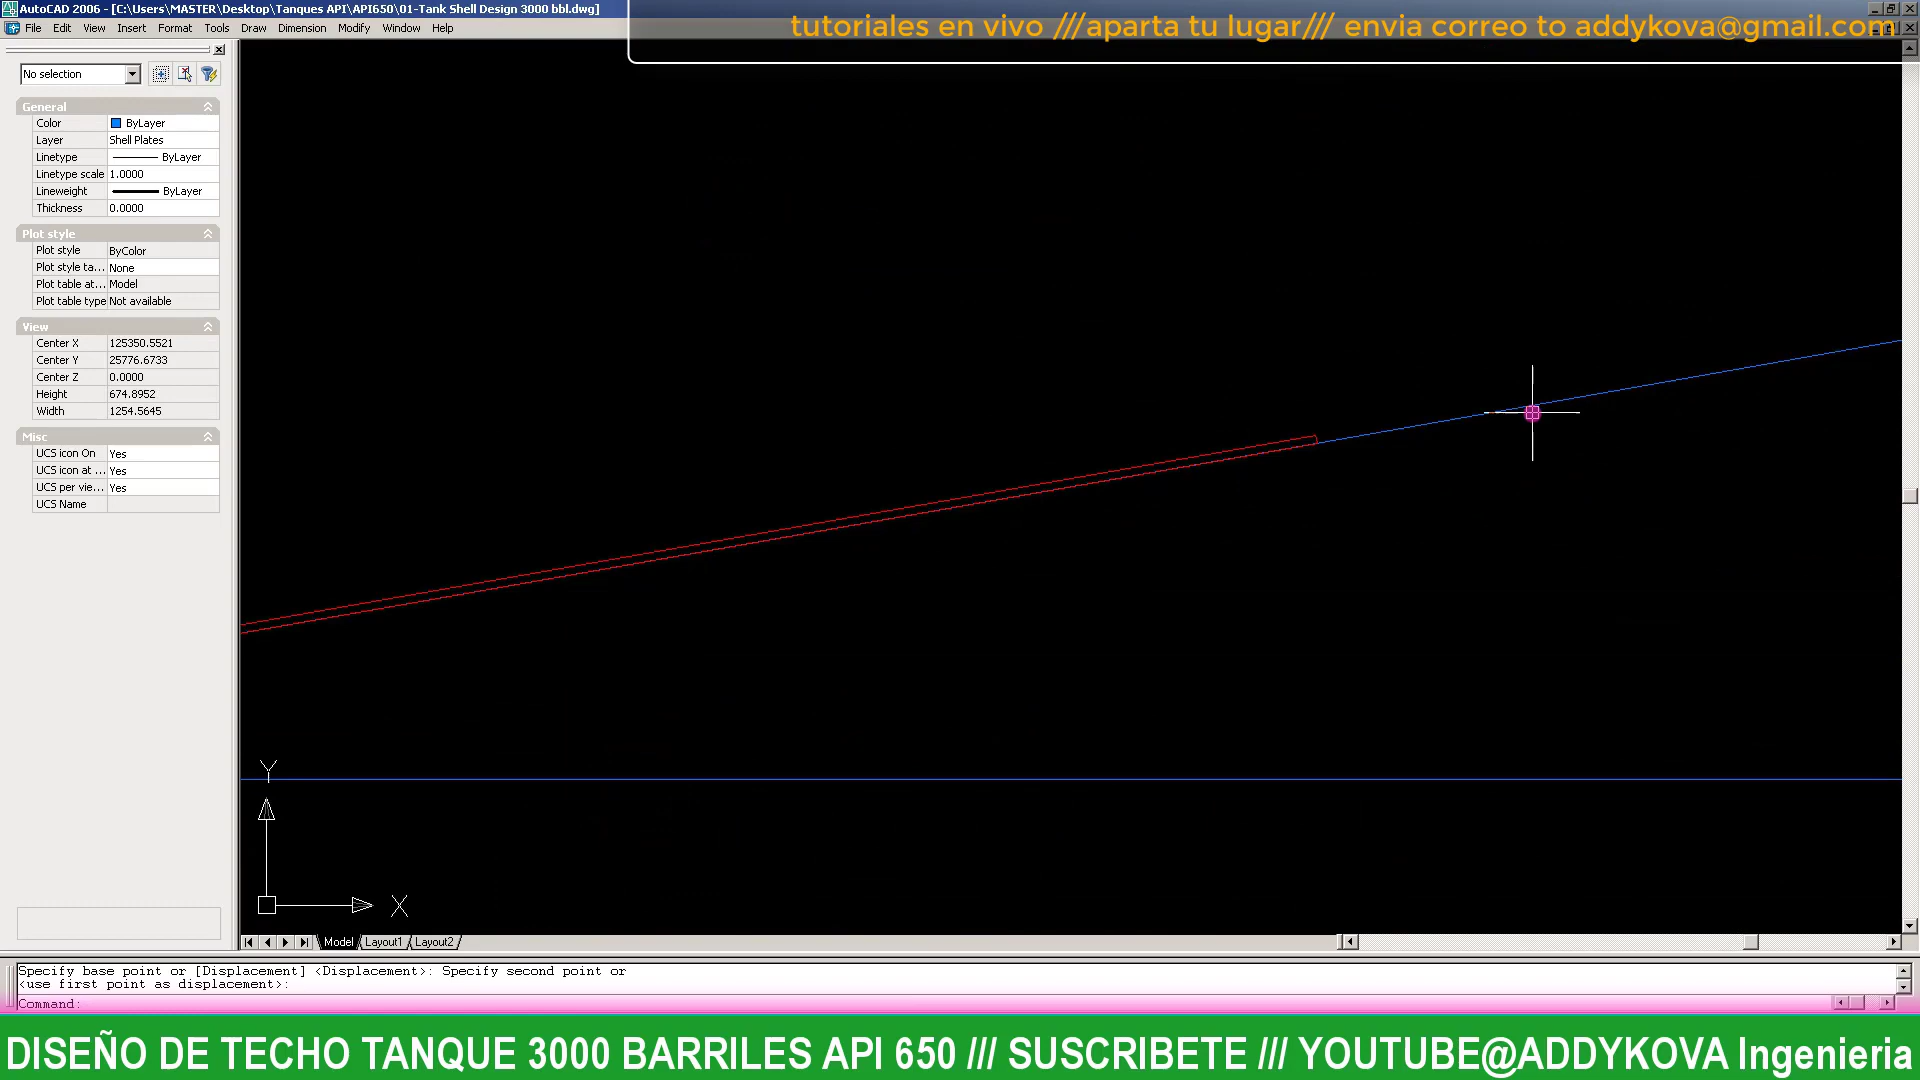 AutoCAD 2006 - [C:\Users\MASTER\Desktop\Tanques API\API650\01-Tank Shell Design 3000 bbl.dwg]
tutoriales en vivo ///aparta tu lugar/// envia correo to addykova@gmail.com
File Edit View Insert Format Tools Draw Dimension Modify Window Help
No selection
General
Color ByLayer
Layer Shell Plates
Linetype ByLayer
Linetype scale 1.0000
Lineweight ByLayer
Thickness 0.0000
Plot style
Plot style ByColor
Plot style ta... None
Plot table at... Model
Plot table type Not available
View
Center X 125350.5521
Center Y 25776.6733
Center Z 0.0000
Height 674.8952
Width 1254.5645
Misc
UCS icon On Yes
UCS icon at ... Yes
UCS per vie... Yes
UCS Name
Y
X
Model Layout1 Layout2
Specify base point or [Displacement] <Displacement>: Specify second point or
<use first point as displacement>:
Command:
DISEÑO DE TECHO TANQUE 3000 BARRILES API 650 /// SUSCRIBETE /// YOUTUBE@ADDYKOVA Ingenieria